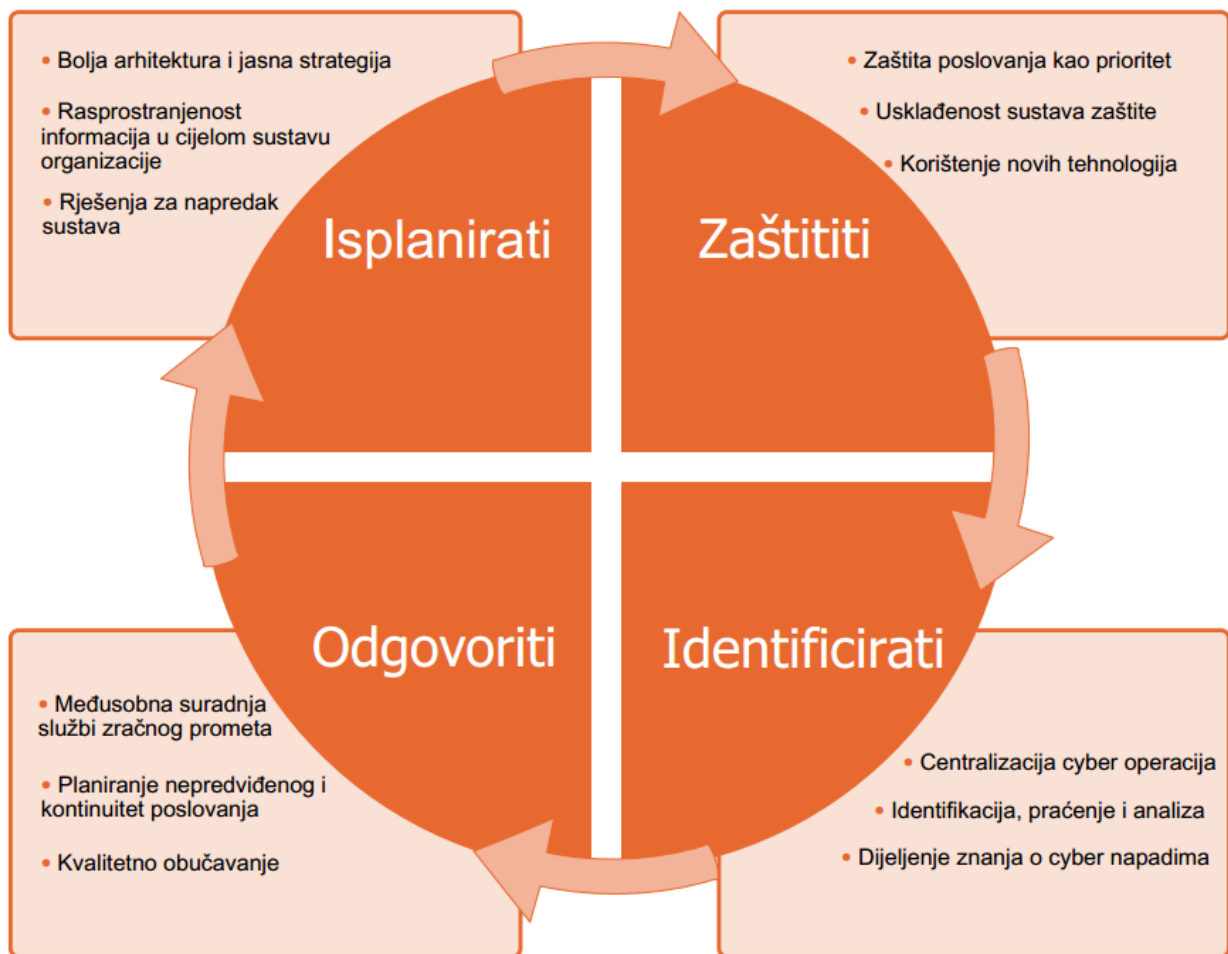 • Bolja arhitektura i jasna strategija
• Rasprostranjenost
informacija u cijelom sustavu
organizacije
• Rješenja za napredak
sustava
Isplanirati
• Zaštita poslovanja kao prioritet
• Usklađenost sustava zaštite
• Korištenje novih tehnologija
Zaštititi
Odgovoriti
• Međusobna suradnja
službi zračnog prometa
• Planiranje nepredviđenog i
kontinuitet poslovanja
• Kvalitetno obučavanje
Identificirati
• Centralizacija cyber operacija
• Identifikacija, praćenje i analiza
• Dijeljenje znanja o cyber napadima